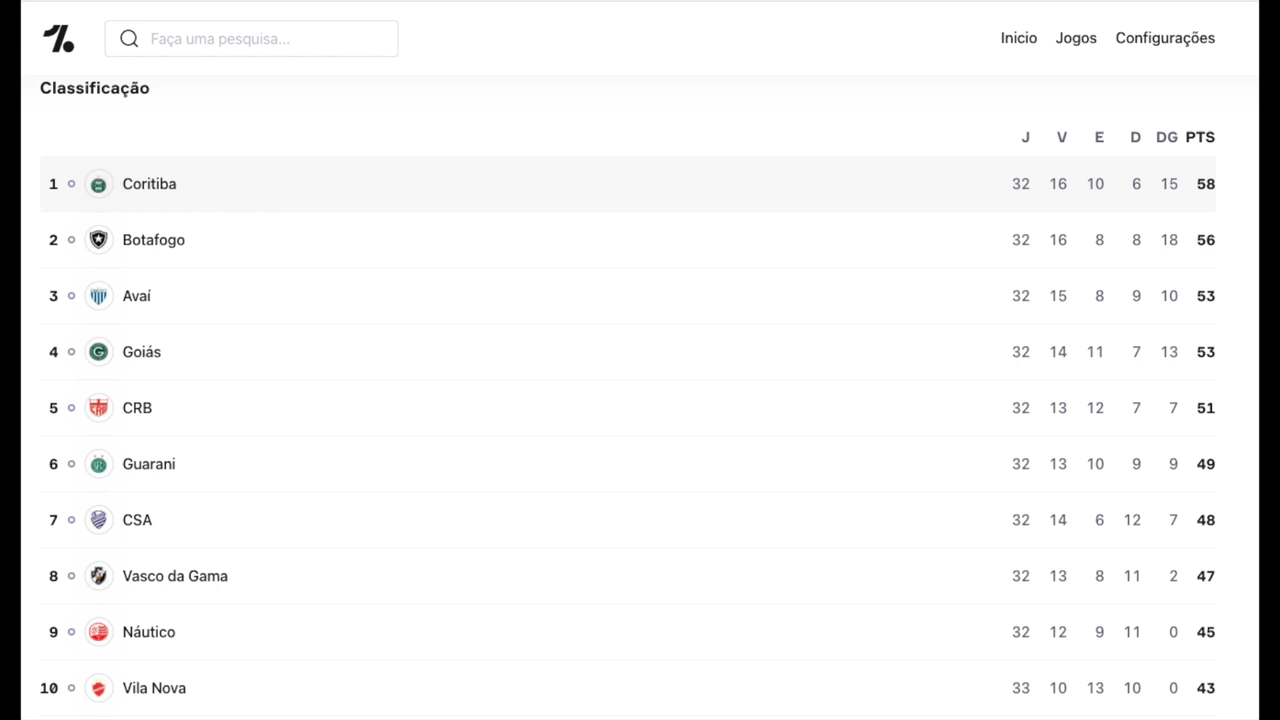 Faça uma pesquisa...
Inicio Jogos Configurações
Classificação
J V E D DG PTS
1 Coritiba 32 16 10 6 15 58
2 Botafogo 32 16 8 8 18 56
3 Avaí 32 15 8 9 10 53
4 Goiás 32 14 11 7 13 53
5 CRB 32 13 12 7 7 51
6 Guarani 32 13 10 9 9 49
7 CSA 32 14 6 12 7 48
8 Vasco da Gama 32 13 8 11 2 47
9 Náutico 32 12 9 11 0 45
10 Vila Nova 33 10 13 10 0 43